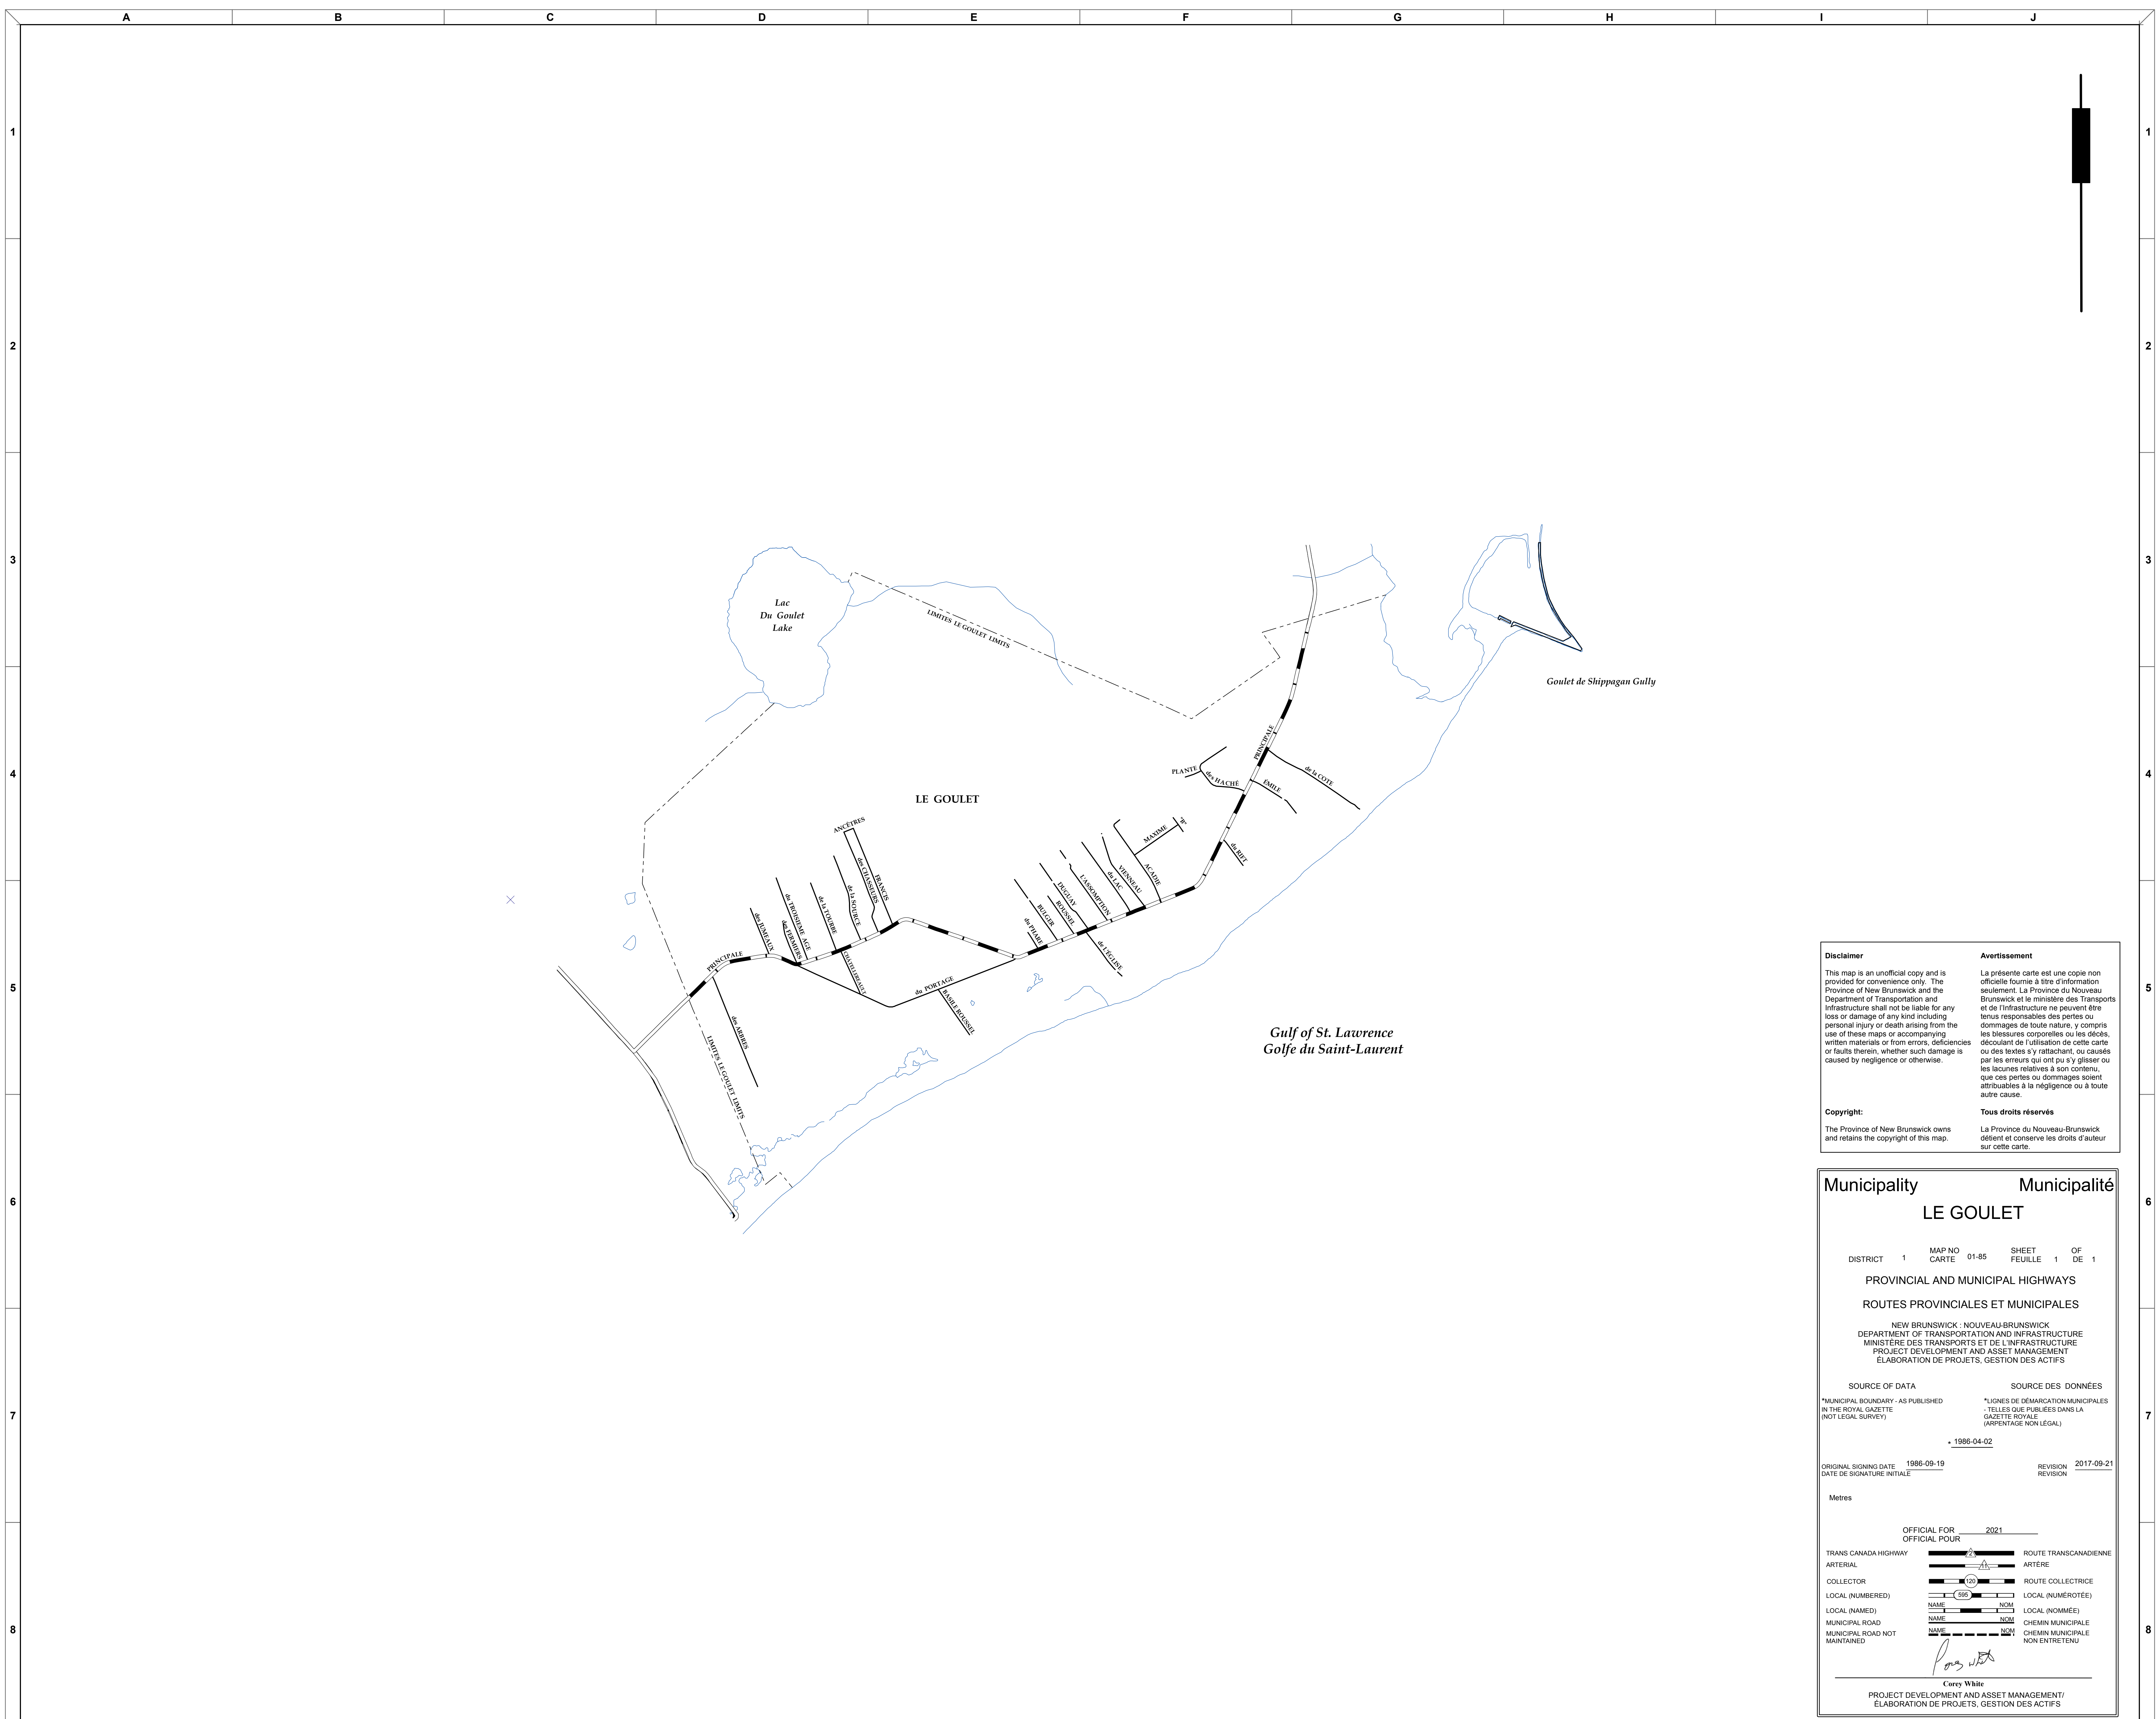 A B C D E F G H I J
1 1
2 2
3 3
4 4
5 5
6 6
7 7
8 8
Lac
Du Goulet
Lake
LIMITES LE GOULET LIMITS
Goulet de Shippagan Gully
LE GOULET
PRINCIPALE
PLANTE
des HACHÉ
ÉMILE
de la COTE
MAXIME
"B"
du RIFT
ANCÊTRES
des CHASSEURS
FRANCIS
de la SOURCE
de la TOURBE
du TROISIEME AGE
des FERMIERS
des JUMEAUX
PRINCIPALE
CHÂTELLEREAULT
du PORTAGE
BASILE ROUSSEL
des ARBRES
LIMITES LE GOULET LIMITS
du PHARE
BULGER
ROUSSEL
DUGUAY
L'ASSOMPTION
du LAC
VIENNEAU
ACADIE
de L'ÉGLISE
Gulf of St. Lawrence
Golfe du Saint-Laurent
Disclaimer
This map is an unofficial copy and is
provided for convenience only. The
Province of New Brunswick and the
Department of Transportation and
Infrastructure shall not be liable for any
loss or damage of any kind including
personal injury or death arising from the
use of these maps or accompanying
written materials or from errors, deficiencies
or faults therein, whether such damage is
caused by negligence or otherwise.
Copyright:
The Province of New Brunswick owns
and retains the copyright of this map.
Avertissement
La présente carte est une copie non
officielle fournie à titre d'information
seulement. La Province du Nouveau
Brunswick et le ministère des Transports
et de l'Infrastructure ne peuvent être
tenus responsables des pertes ou
dommages de toute nature, y compris
les blessures corporelles ou les décès,
découlant de l'utilisation de cette carte
ou des textes s'y rattachant, ou causés
par les erreurs qui ont pu s'y glisser ou
les lacunes relatives à son contenu,
que ces pertes ou dommages soient
attribuables à la négligence ou à toute
autre cause.
Tous droits réservés
La Province du Nouveau-Brunswick
détient et conserve les droits d'auteur
sur cette carte.
Municipality Municipalité
LE GOULET
DISTRICT 1 MAP NO CARTE 01-85 SHEET FEUILLE 1 OF DE 1
PROVINCIAL AND MUNICIPAL HIGHWAYS
ROUTES PROVINCIALES ET MUNICIPALES
NEW BRUNSWICK : NOUVEAU-BRUNSWICK
DEPARTMENT OF TRANSPORTATION AND INFRASTRUCTURE
MINISTÈRE DES TRANSPORTS ET DE L'INFRASTRUCTURE
PROJECT DEVELOPMENT AND ASSET MANAGEMENT
ÉLABORATION DE PROJETS, GESTION DES ACTIFS
SOURCE OF DATA SOURCE DES DONNÉES
*MUNICIPAL BOUNDARY - AS PUBLISHED
IN THE ROYAL GAZETTE
(NOT LEGAL SURVEY)
*LIGNES DE DÉMARCATION MUNICIPALES
- TELLES QUE PUBLIÉES DANS LA
GAZETTE ROYALE
(ARPENTAGE NON LÉGAL)
* 1986-04-02
ORIGINAL SIGNING DATE 1986-09-19
DATE DE SIGNATURE INITIALE
REVISION 2017-09-21
REVISION
Metres
OFFICIAL FOR 2021
OFFICIAL POUR
TRANS CANADA HIGHWAY 2 ROUTE TRANSCANADIENNE
ARTERIAL 11 ARTÈRE
COLLECTOR 120 ROUTE COLLECTRICE
LOCAL (NUMBERED) 595 LOCAL (NUMÉROTÉE)
LOCAL (NAMED) NAME NOM LOCAL (NOMMÉE)
MUNICIPAL ROAD NAME NOM CHEMIN MUNICIPALE
MUNICIPAL ROAD NOT MAINTAINED NAME NOM CHEMIN MUNICIPALE NON ENTRETENU
Corey White
PROJECT DEVELOPMENT AND ASSET MANAGEMENT/
ÉLABORATION DE PROJETS, GESTION DES ACTIFS